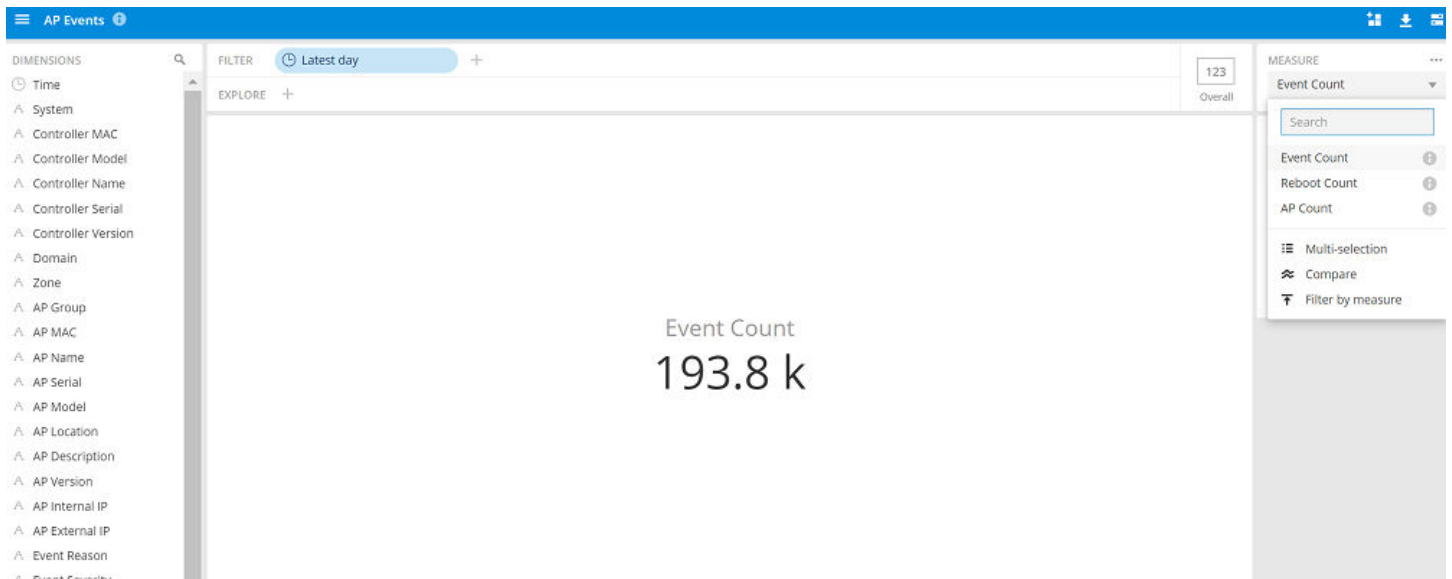 AP Events
DIMENSIONS
Time
System
Controller MAC
Controller Model
Controller Name
Controller Serial
Controller Version
Domain
Zone
AP Group
AP MAC
AP Name
AP Serial
AP Model
AP Location
AP Description
AP Version
AP Internal IP
AP External IP
Event Reason
Event Severity
FILTER Latest day
EXPLORE
123
Overall
Event Count
193.8 k
MEASURE
Event Count
Search
Event Count
Reboot Count
AP Count
Multi-selection
Compare
Filter by measure